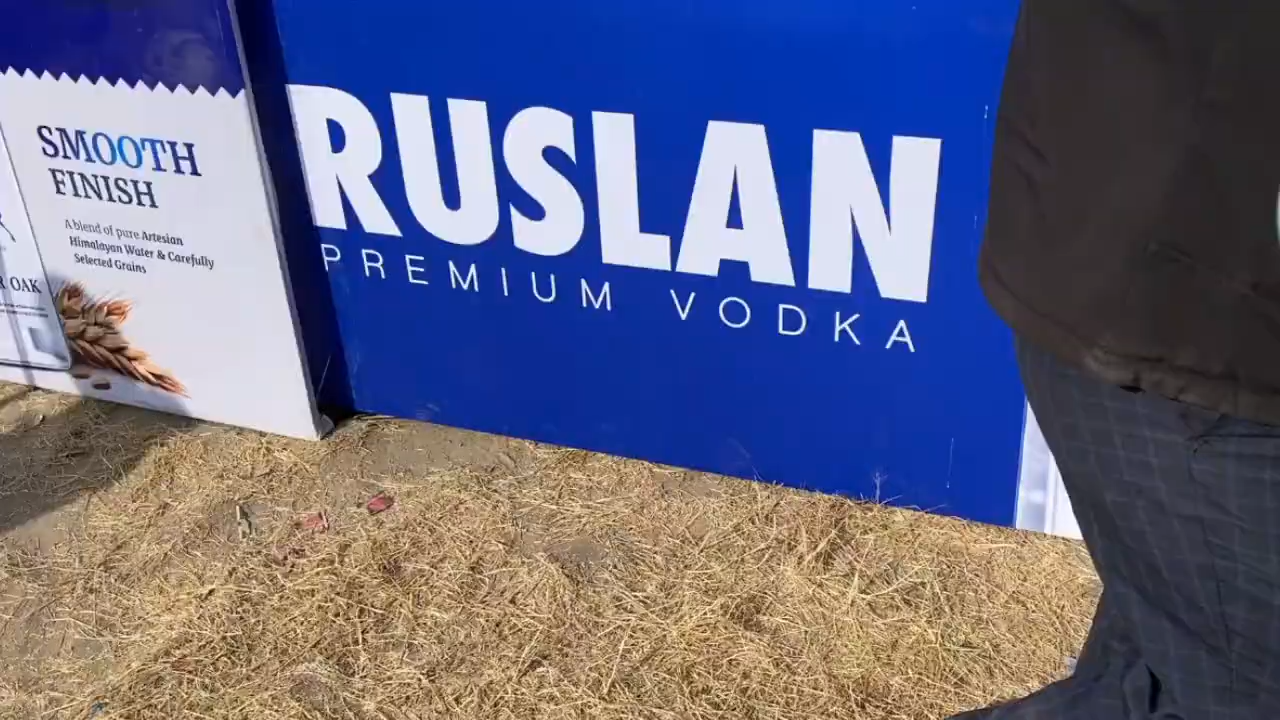 SMOOTH
FINISH
A blend of pure Artesian
Himalayan Water & Carefully
Selected Grains
OAK
RUSLAN
PREMIUM VODKA